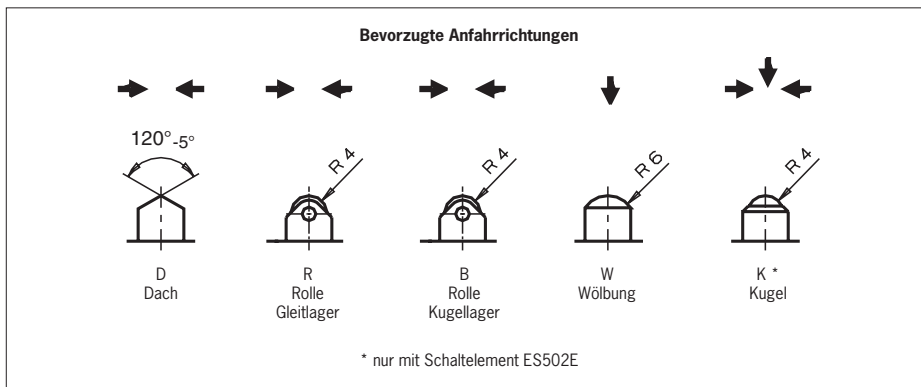 Bevorzugte Anfahrrichtungen
120°-5°
R 4
R 4
R 6
R 4
D
Dach
R
Rolle
Gleitlager
B
Rolle
Kugellager
W
Wölbung
K *
Kugel
* nur mit Schaltelement ES502E